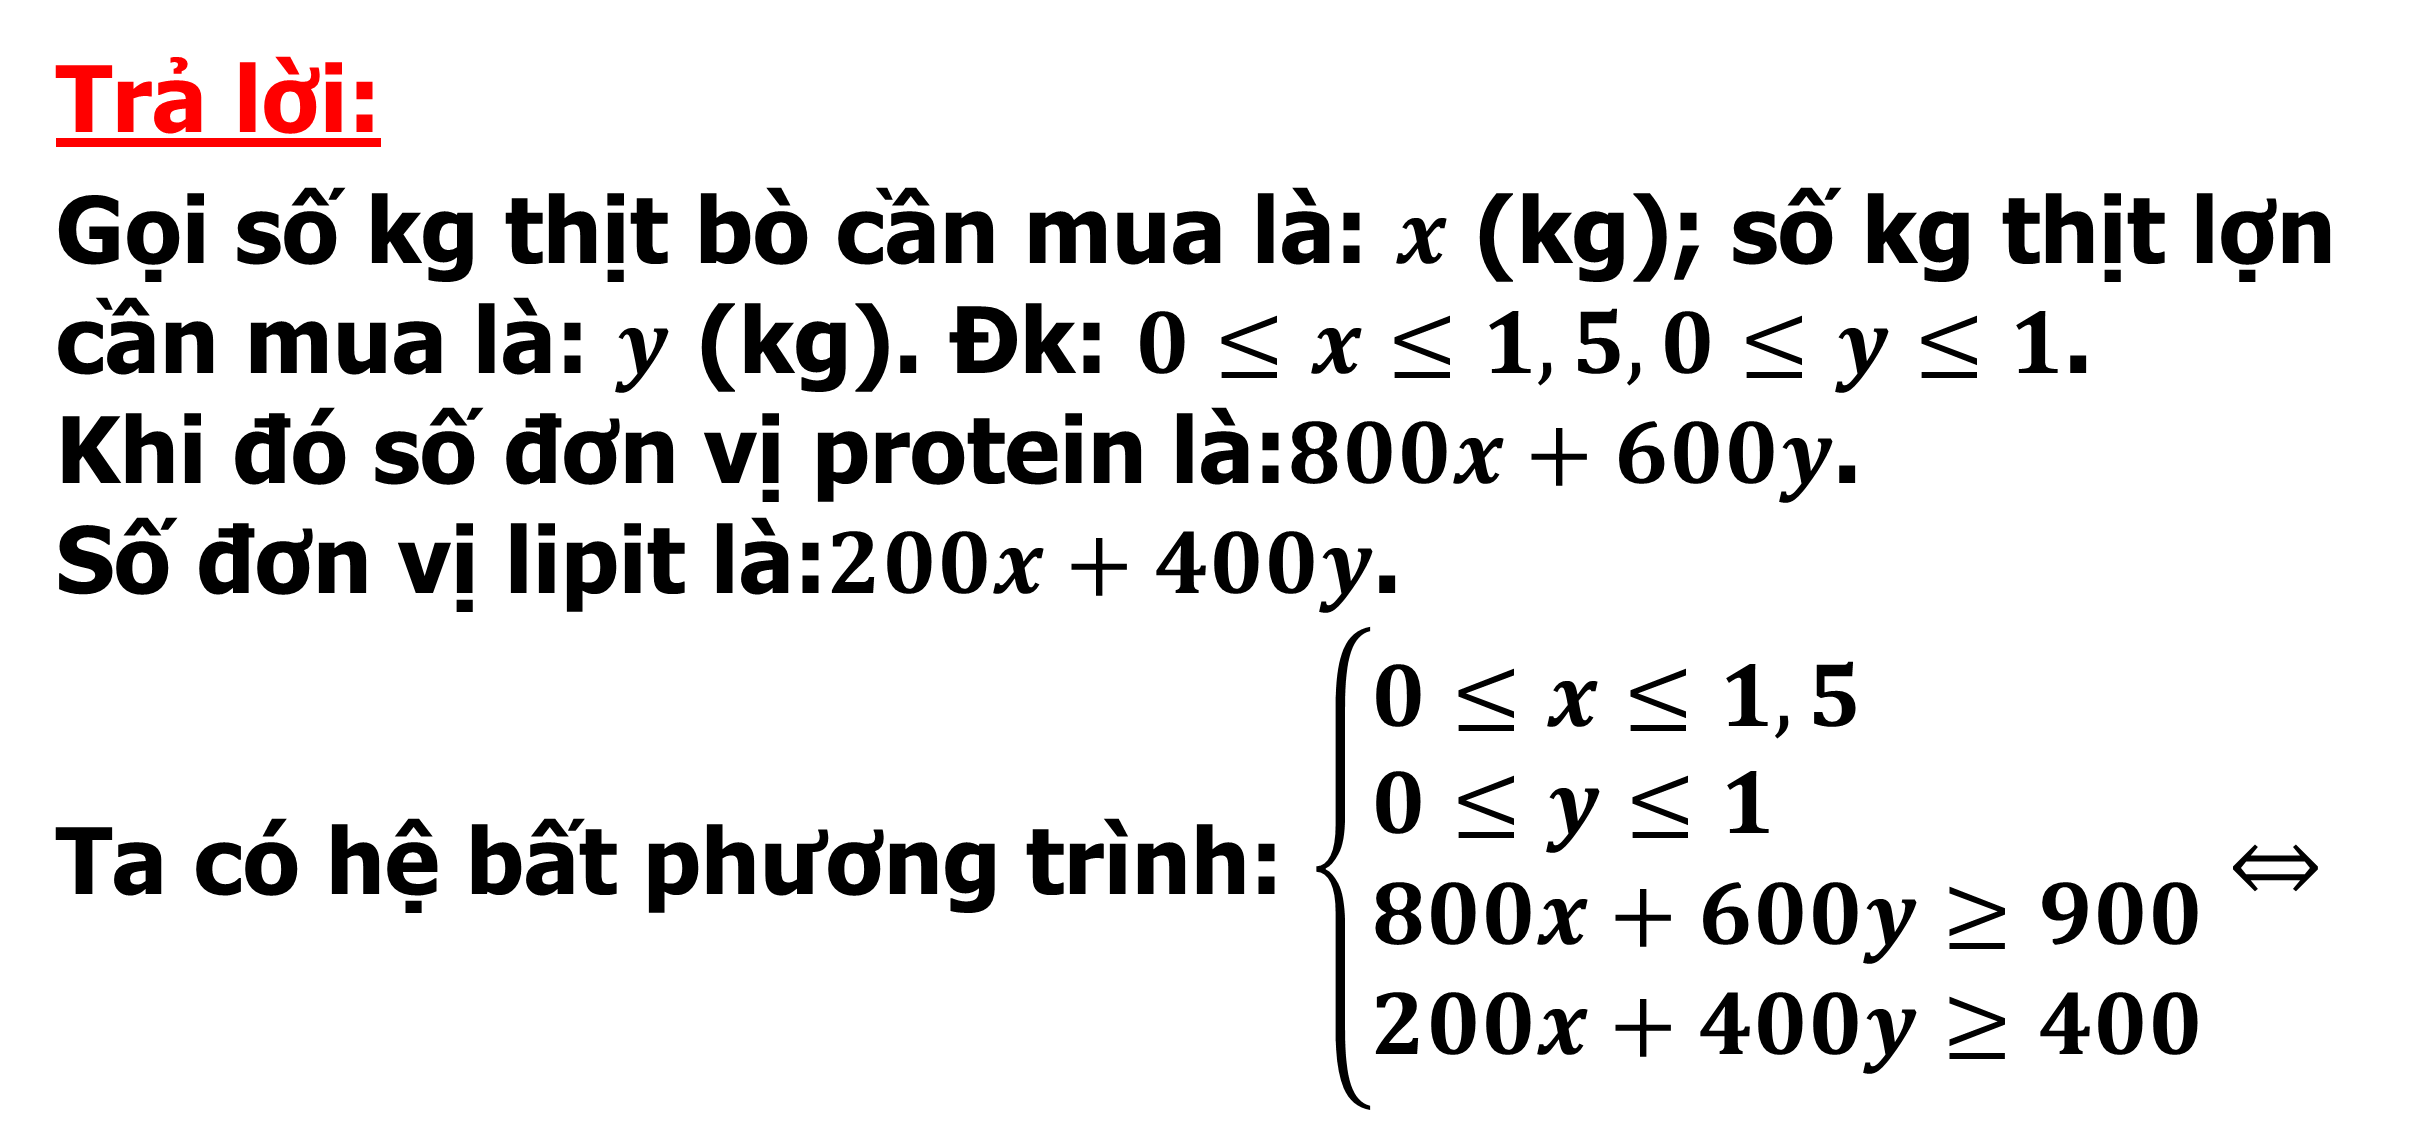 Trả lời:
Gọi số kg thịt bò cần mua là: x (kg); số kg thịt lợn
cần mua là: y (kg). Đk: 0 ≤ x ≤ 1, 5, 0 ≤ y ≤ 1.
Khi đó số đơn vị protein là:800x + 600y.
Số đơn vị lipit là:200x + 400y.
Ta có hệ bất phương trình: { 0 ≤ x ≤ 1, 5
0 ≤ y ≤ 1
800x + 600y ≥ 900
200x + 400y ≥ 400 ⇔